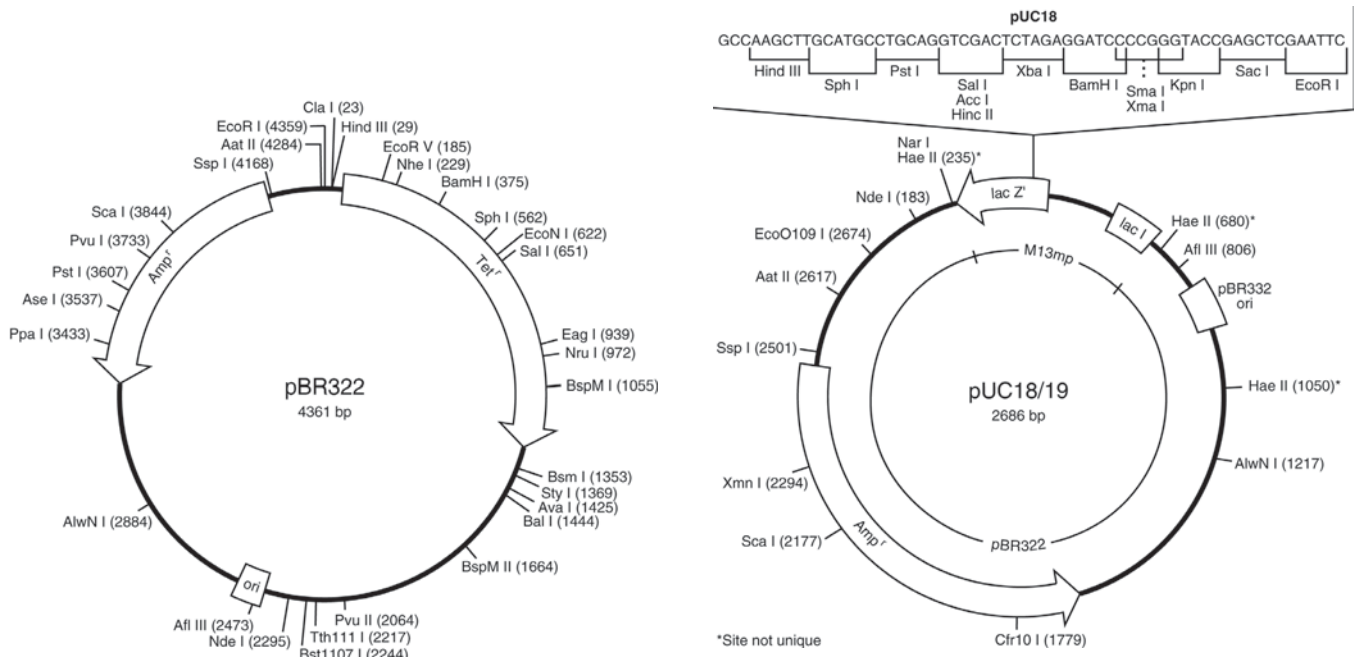 Cla I (23)
EcoR I (4359)
Hind III (29)
Aat II (4284)
EcoR V (185)
Ssp I (4168)
Nhe I (229)
BamH I (375)
Sca I (3844)
Sph I (562)
Pvu I (3733)
EcoN I (622)
Sal I (651)
Pst I (3607)
Ampʳ
Tetʳ
Ase I (3537)
Ppa I (3433)
Eag I (939)
Nru I (972)
pBR322
BspM I (1055)
4361 bp
Bsm I (1353)
Sty I (1369)
Ava I (1425)
Bal I (1444)
AlwN I (2884)
BspM II (1664)
ori
Afl III (2473)
Pvu II (2064)
Nde I (2295)
Tth111 I (2217)
Bst1107 I (2244)
pUC18
GCCAAGCTTGCATGCCTGCAGGTCGACTCTAGAGGATCCCCGGGTACCGAGCTCGAATTC
Hind III
Sph I
Pst I
Sal I
Acc I
Hinc II
Xba I
BamH I
Sma I
Xma I
Kpn I
Sac I
EcoR I
Nar I
Hae II (235)*
lac Z'
Nde I (183)
lac I
Hae II (680)*
EcoO109 I (2674)
M13mp
Afl III (806)
Aat II (2617)
pBR332
ori
Ssp I (2501)
pUC18/19
2686 bp
Hae II (1050)*
AlwN I (1217)
Xmn I (2294)
Sca I (2177)
Ampʳ
pBR322
*Site not unique
Cfr10 I (1779)